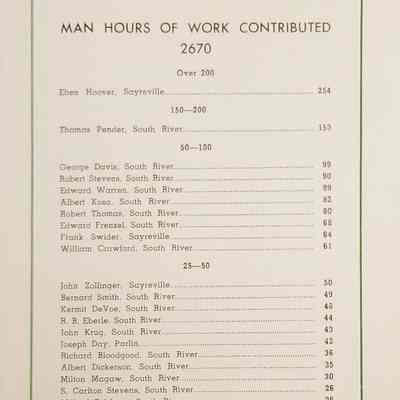 MAN HOURS OF WORK CONTRIBUTED
2670
Over 200
Eben Hoover, Sayreville 254
150—200
Thomas Pender, South River 153
50—150
George Davis, South River 99
Robert Stevens, South River 90
Edward Warren, South River 89
Albert Koso, South River 82
Robert Thomas, South River 80
Edward Frenzel, South River 68
Frank Swider, Sayreville 64
William Crawford, South River 61
25—50
John Zollinger, Sayreville 50
Bernard Smith, South River 49
Kermit DeVoe, South River
R. B. Eberle, South River 44
John Krog, South River 43
Joseph Day, Parlin 42
Richard Bloodgood, South River 36
Albert Dickerson, South River 35
Milton Magaw, South River 30
S. Carlton Stevens, South River 26